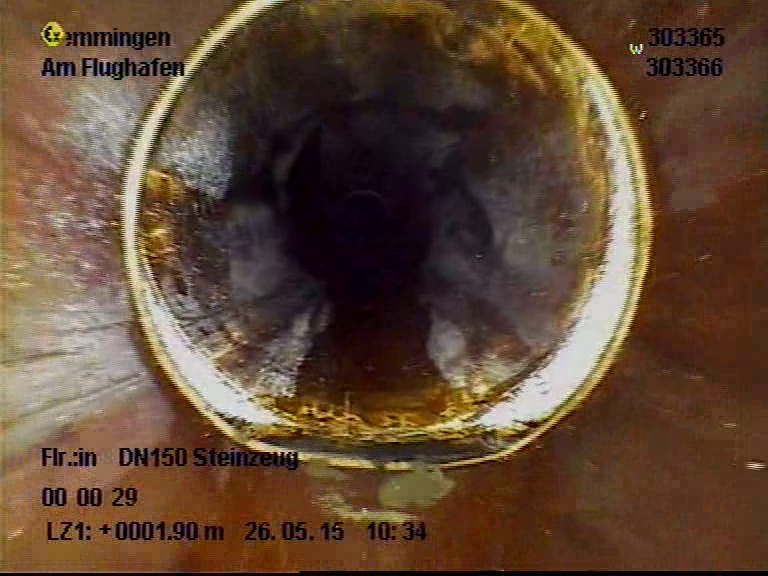 Ex emmingen
Am Flughafen
w 303365
303366
Flr.:in DN150 Steinzeug
00 00 29
LZ1: +0001.90 m 26.05.15 10:34